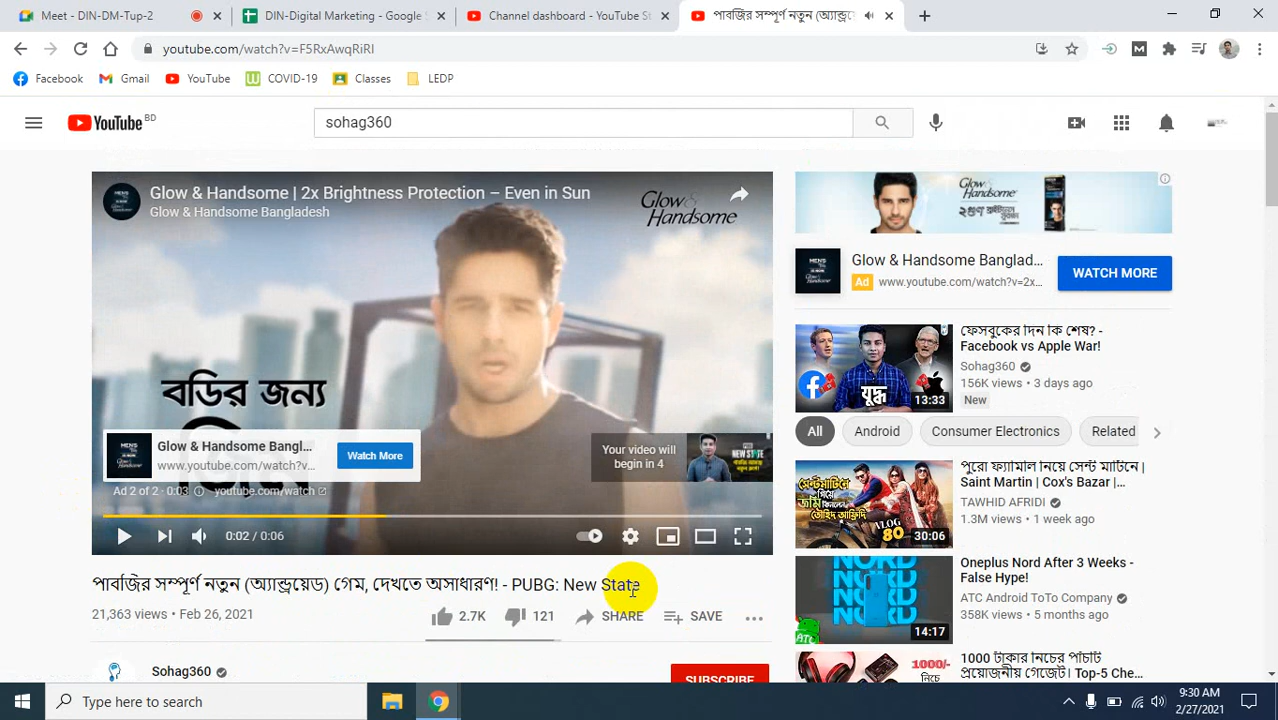 Meet - DIN-DM-Tup-2
DIN-Digital Marketing - Google S
Channel dashboard - YouTube St
পাবজির সম্পূর্ণ নতুন (অ্যান্ড্রয়ে
youtube.com/watch?v=F5RxAwqRiRI
Facebook
Gmail
YouTube
COVID-19
Classes
LEDP
YouTube BD
sohag360
Glow & Handsome | 2x Brightness Protection – Even in Sun
Glow & Handsome Bangladesh
Glow & Handsome
বডির জন্য
Glow & Handsome Bangl...
www.youtube.com/watch?v=...
Watch More
Your video will
begin in 4
NEW STATE
Ad 2 of 2 · 0:03
youtube.com/watch
0:02 / 0:06
পাবজির সম্পূর্ণ নতুন (অ্যান্ড্রয়েড) গেম, দেখতে অসাধারণ! - PUBG: New State
21,363 views • Feb 26, 2021
2.7K
121
SHARE
SAVE
Sohag360
SUBSCRIBE
Glow & Handsome
Glow & Handsome Banglad...
Ad www.youtube.com/watch?v=2x...
WATCH MORE
যুদ্ধ
13:33
ফেসবুকের দিন কি শেষ? -
Facebook vs Apple War!
Sohag360
156K views • 3 days ago
New
All
Android
Consumer Electronics
Related
VLOG
80
30:06
পুরো ফ্যামিলি নিয়ে সেন্ট মার্টিনে |
Saint Martin | Cox's Bazar |...
TAWHID AFRIDI
1.3M views • 1 week ago
NORD
ATC
14:17
Oneplus Nord After 3 Weeks -
False Hype!
ATC Android ToTo Company
358K views • 5 months ago
1000/-
নিচে
1000 টাকার নিচের পাঁচটি
প্রয়োজনীয় গেজেট। Top-5 Che...
Type here to search
9:30 AM
2/27/2021